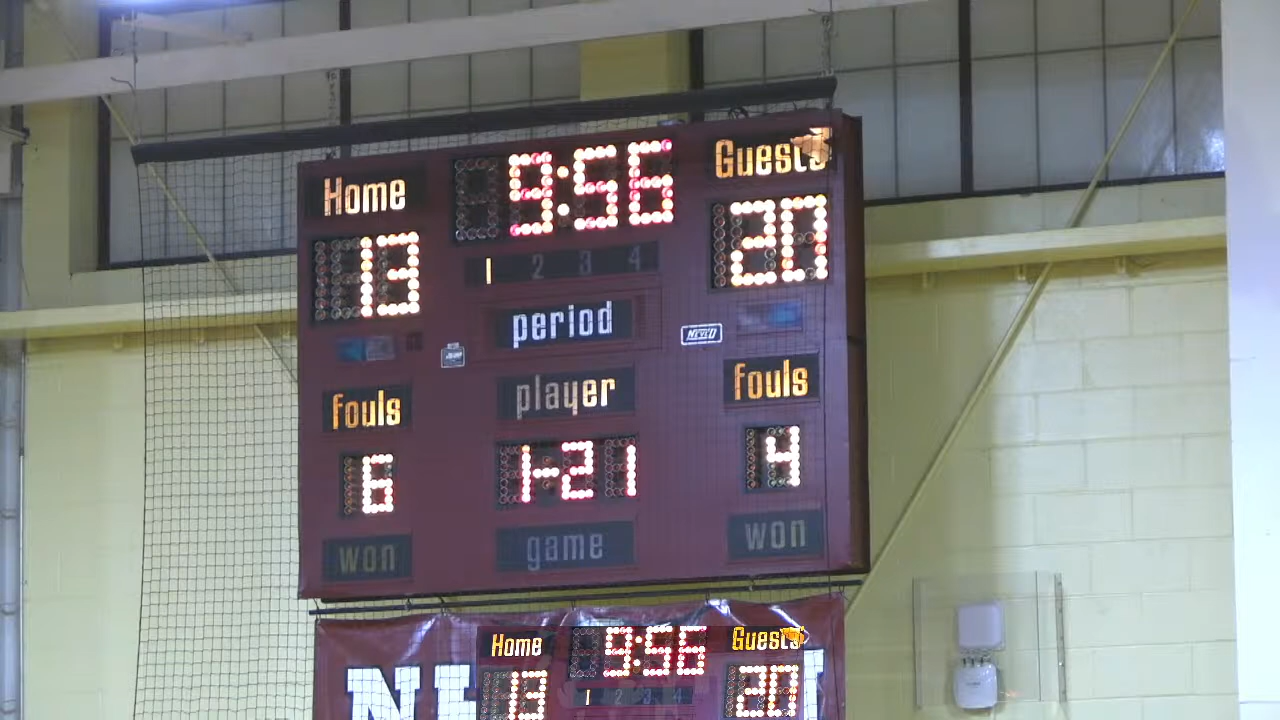 Home 9:56 Guests
13 1 2 3 4 20
period
NEVCO
fouls player fouls
6 1-21 4
won game won
Home 9:56 Guests
13 1 2 3 4 20